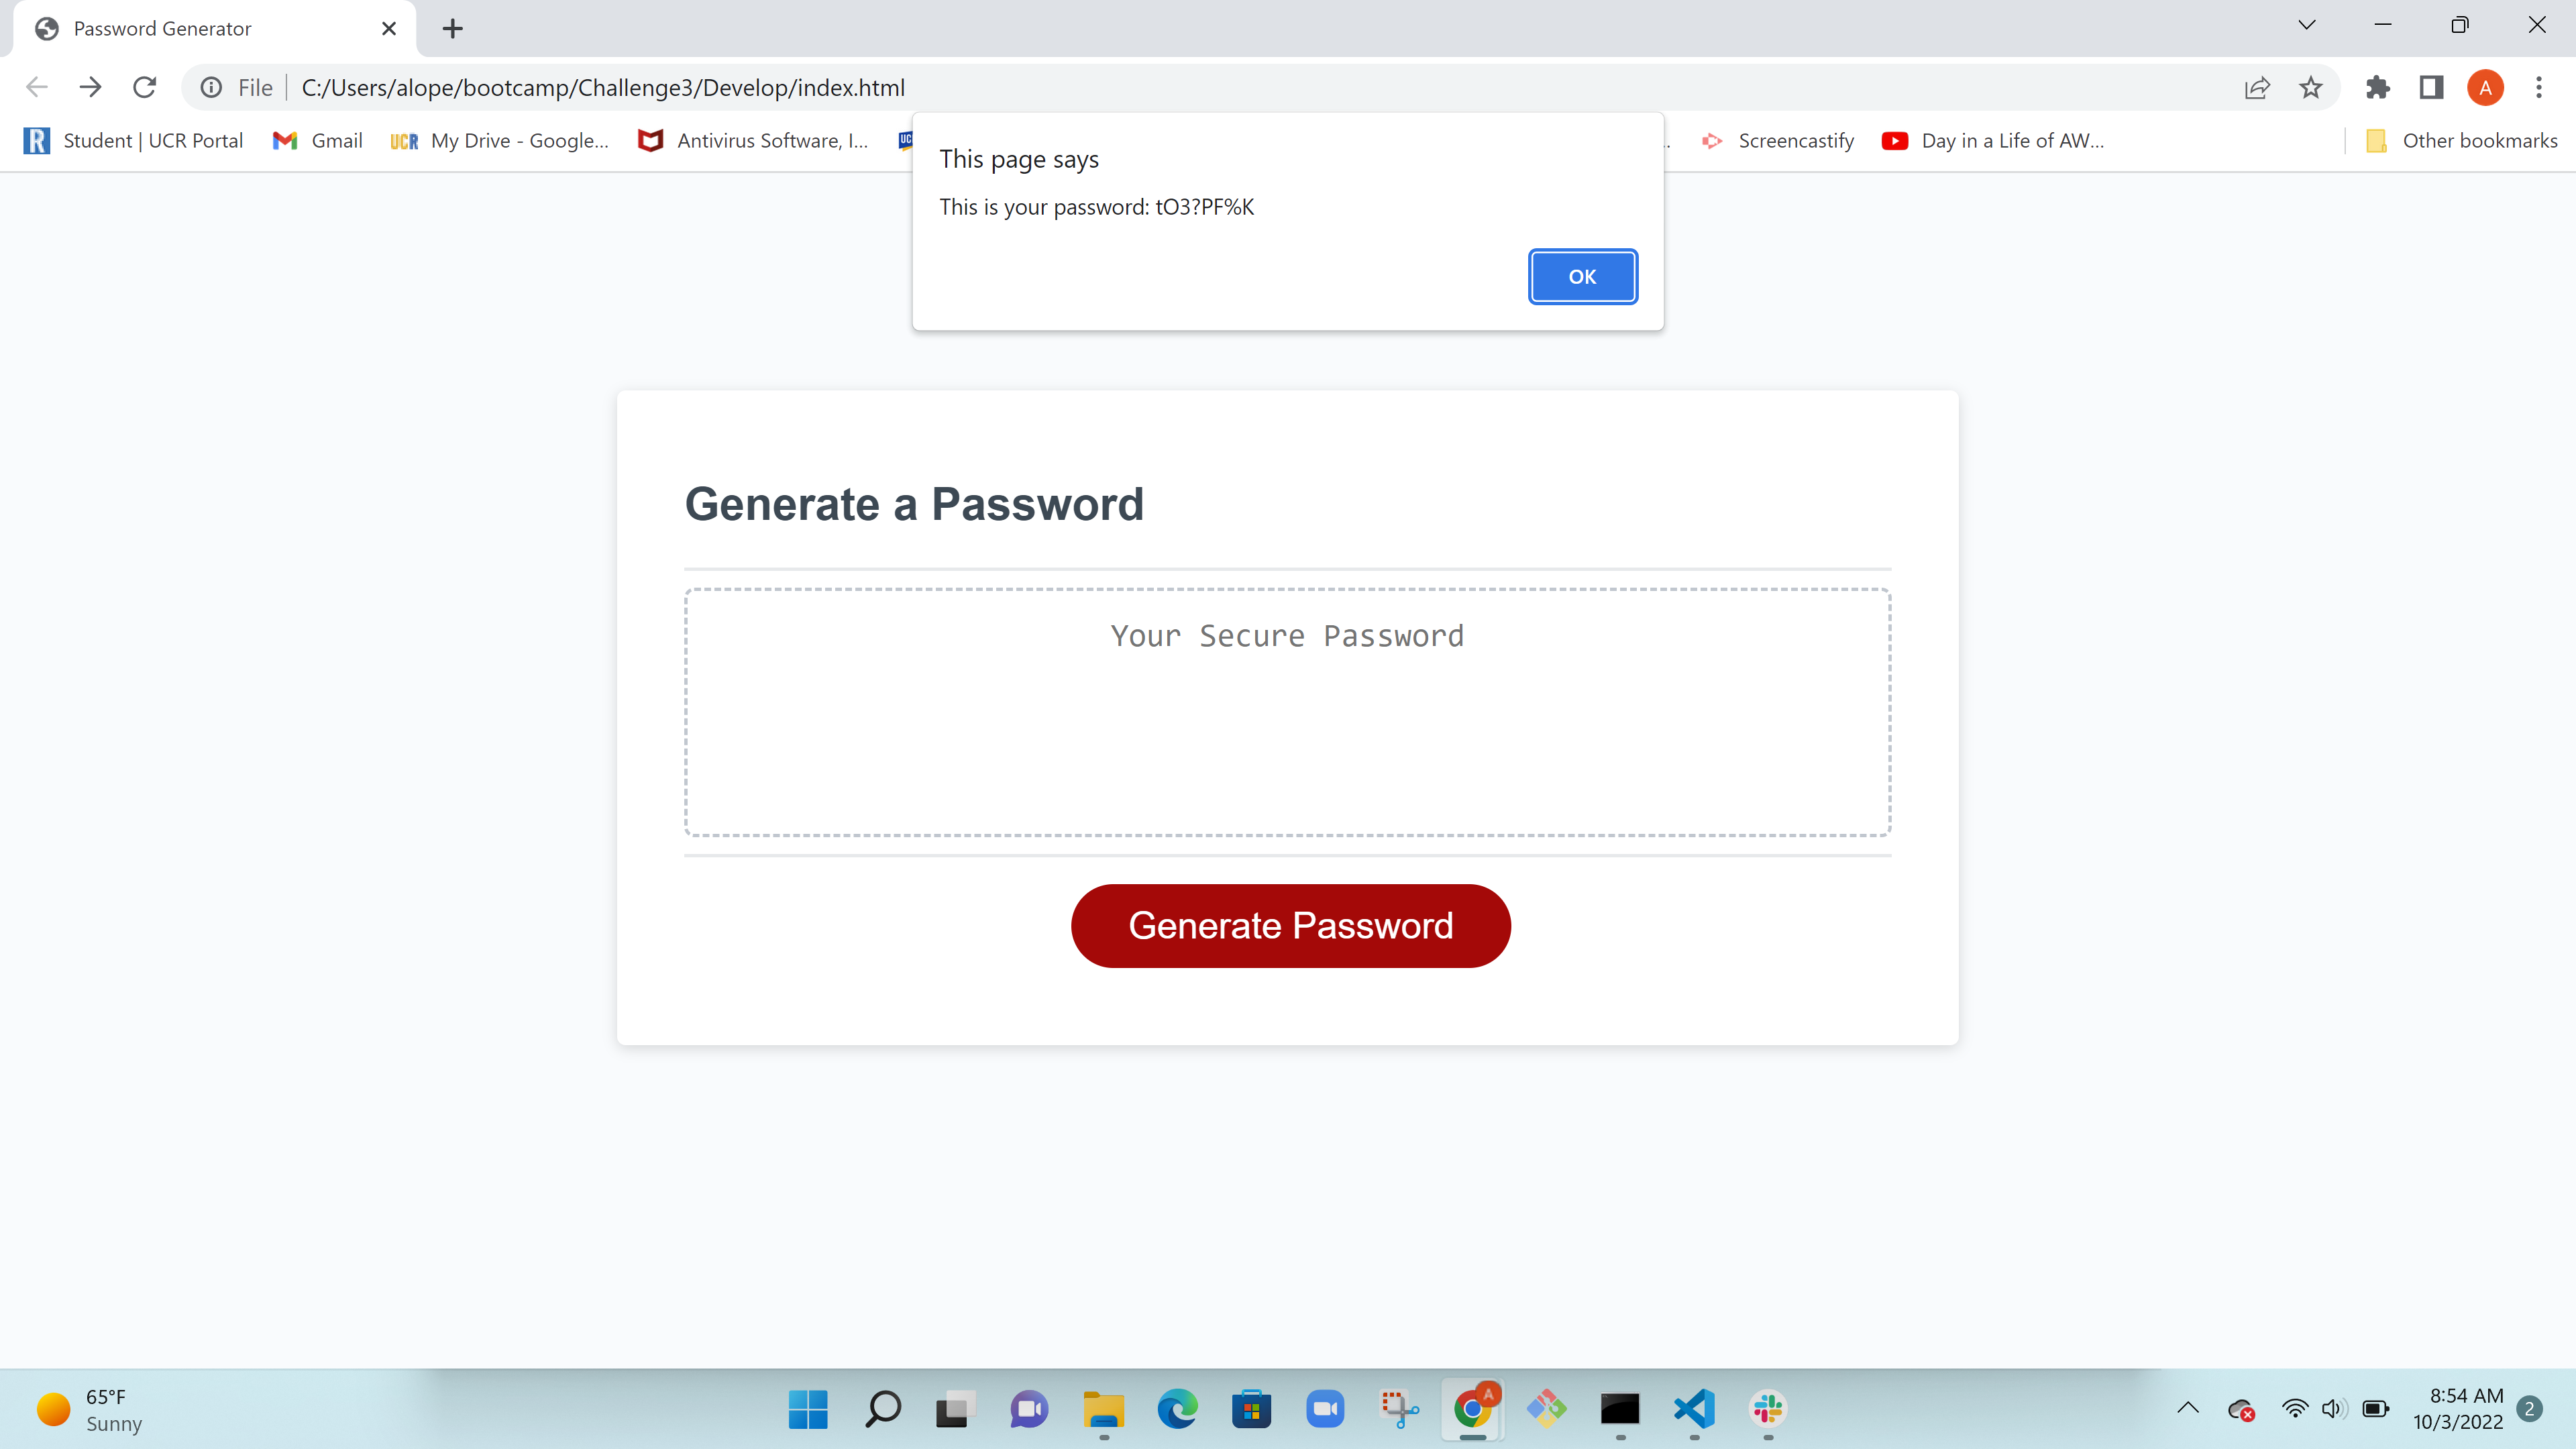 Password Generator
File C:/Users/alope/bootcamp/Challenge3/Develop/index.html
A
Student | UCR Portal
Gmail
UCR My Drive - Google...
Antivirus Software, I...
Screencastify
Day in a Life of AW...
Other bookmarks
This page says
This is your password: tO3?PF%K
OK
Generate a Password
Your Secure Password
Generate Password
65°F
Sunny
A
8:54 AM
10/3/2022
2